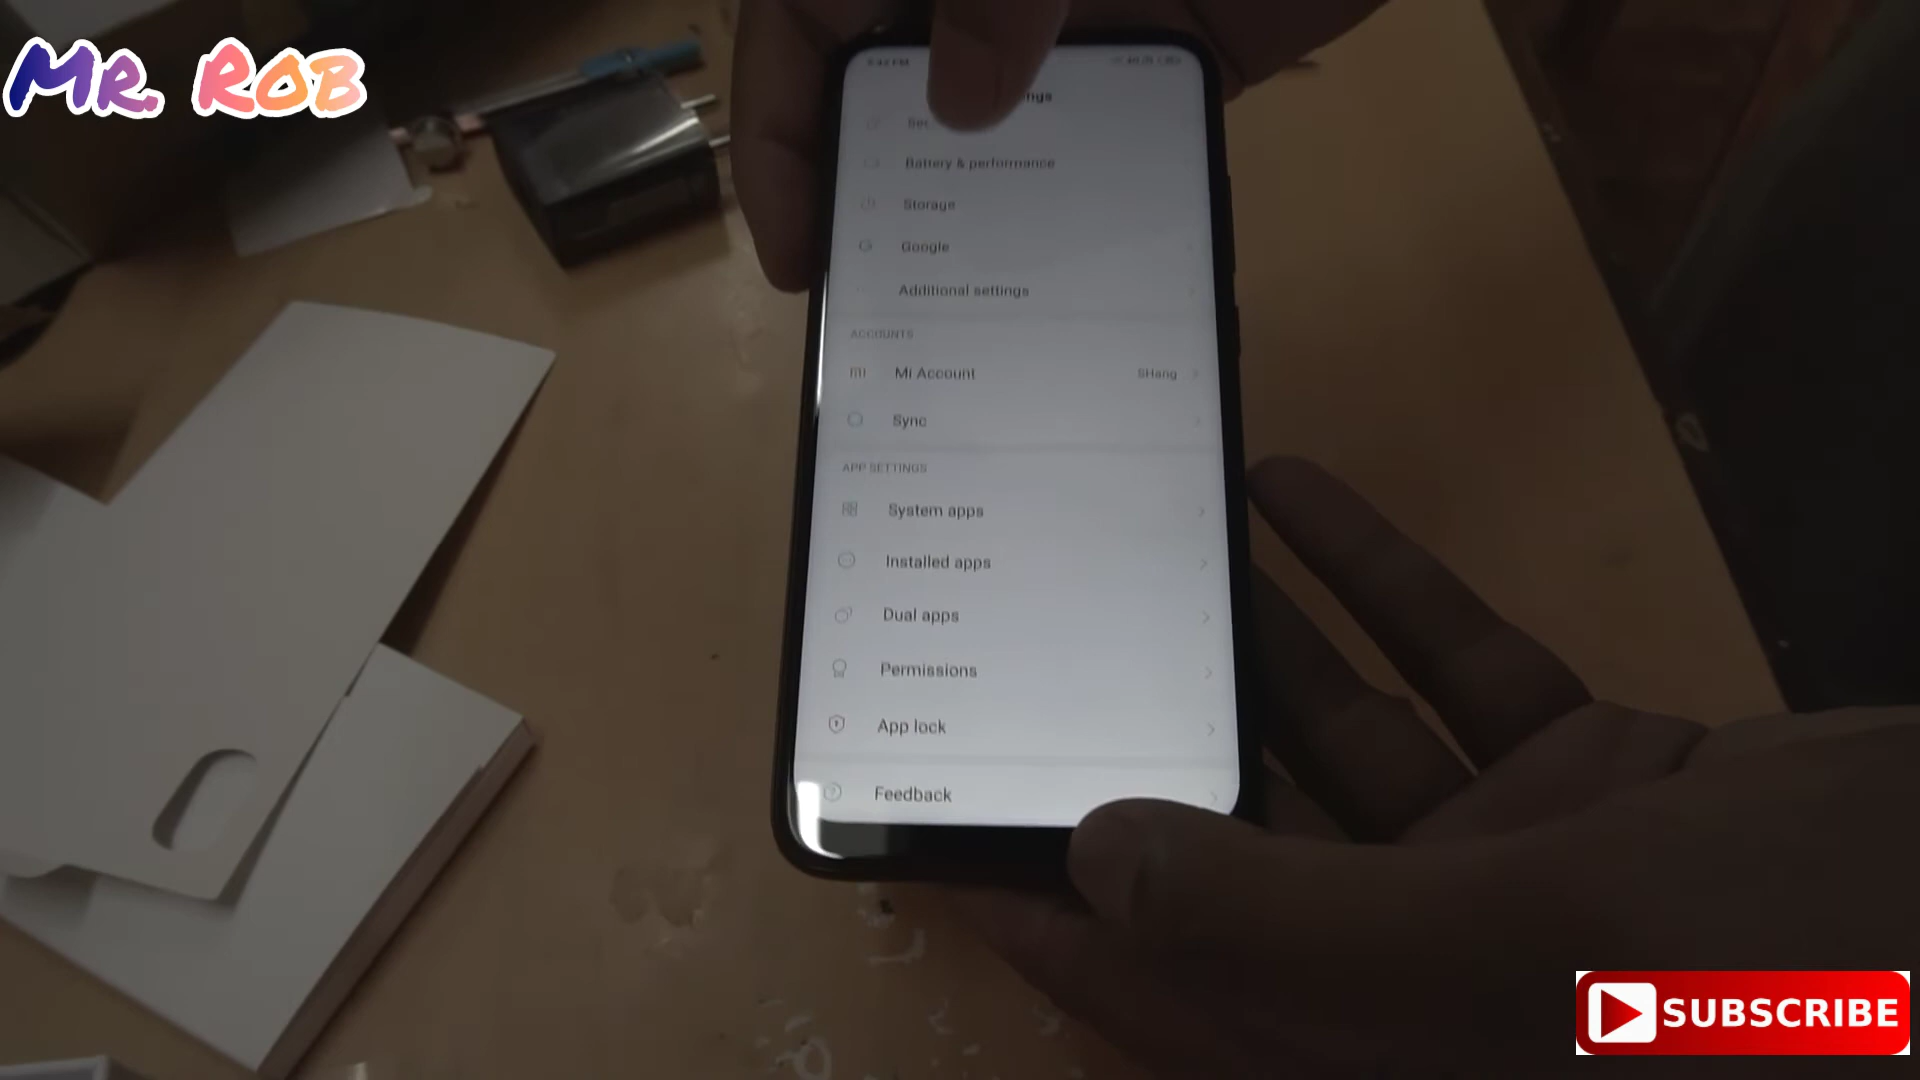 MR. ROB
Battery & performance
Storage
Google
Additional settings
ACCOUNTS
Mi Account
SHang
Sync
APP SETTINGS
System apps
Installed apps
Dual apps
Permissions
App lock
Feedback
SUBSCRIBE